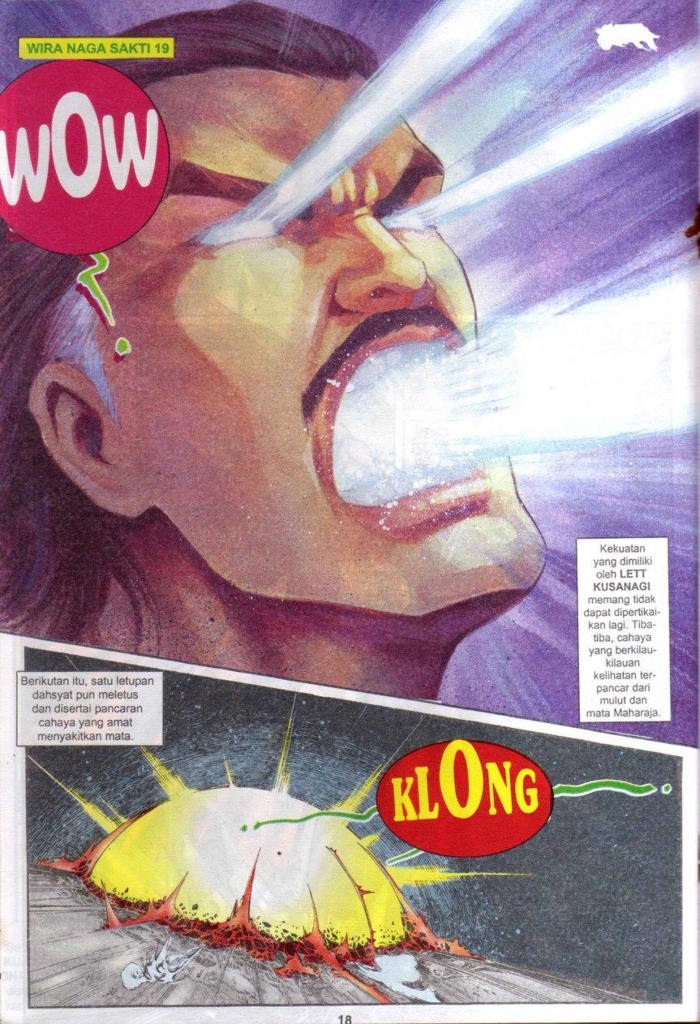 WIRA NAGA SAKTI 19
WOW
Kekuatan
yang dimiliki
oleh LETT
KUSANAGI
memang tidak
dapat dipertikai-
kan lagi. Tiba-
tiba, cahaya
yang berkilau-
kilauan
kelihatan ter-
pancar dari
mulut dan
mata Maharaja.
Berikutan itu, satu letupan
dahsyat pun meletus
dan disertai pancaran
cahaya yang amat
menyakitkan mata.
KLONG
18